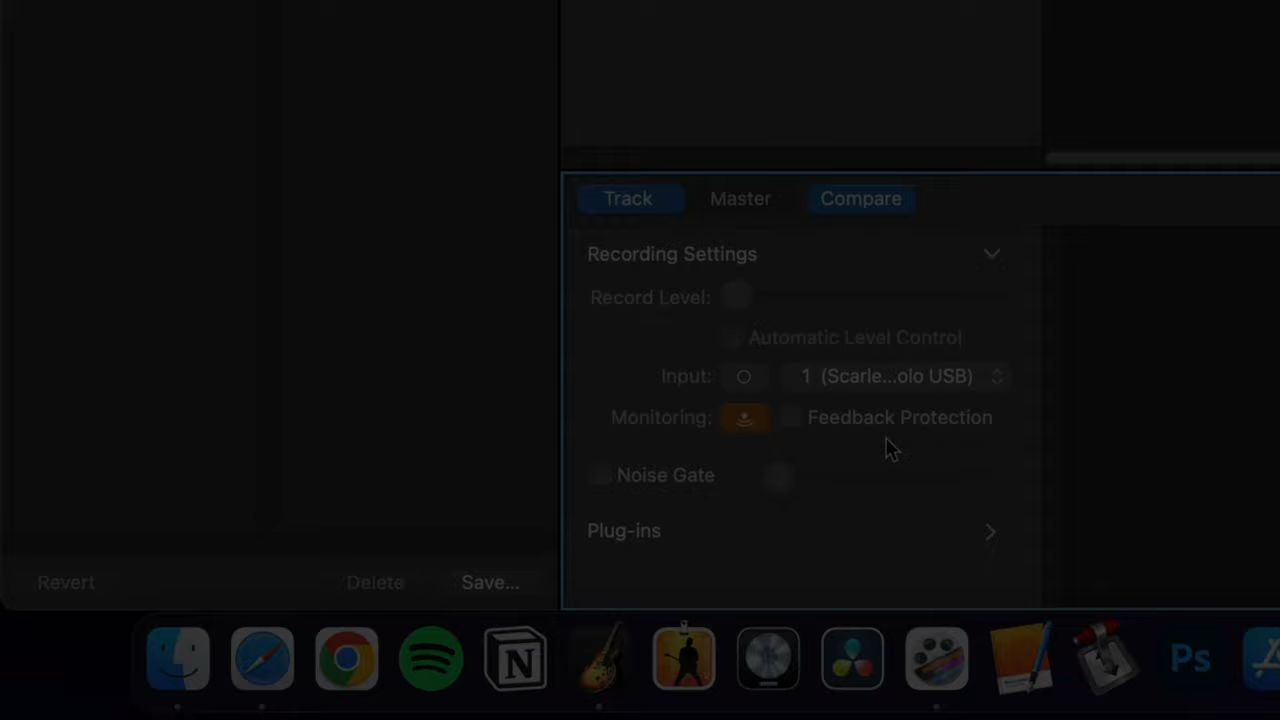 Track Master Compare
Recording Settings
Record Level:
Automatic Level Control
Input: 1 (Scarle...olo USB)
Monitoring: Feedback Protection
Noise Gate
Plug-ins
Revert Delete Save...
N Ps